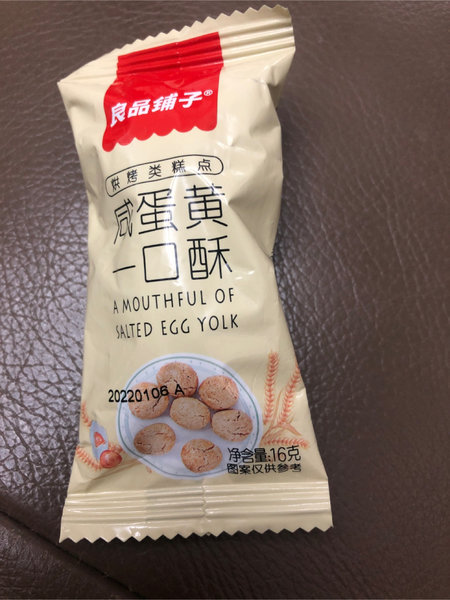 良品铺子®
烘烤类糕点
咸蛋黄
一口酥
A MOUTHFUL OF
SALTED EGG YOLK
20220106 A
净含量:16克
图案仅供参考